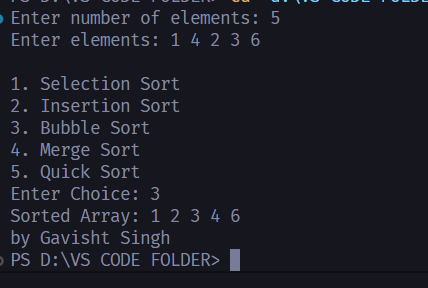 Enter number of elements: 5
Enter elements: 1 4 2 3 6
1. Selection Sort
2. Insertion Sort
3. Bubble Sort
4. Merge Sort
5. Quick Sort
Enter Choice: 3
Sorted Array: 1 2 3 4 6
by Gavisht Singh
PS D:\VS CODE FOLDER>